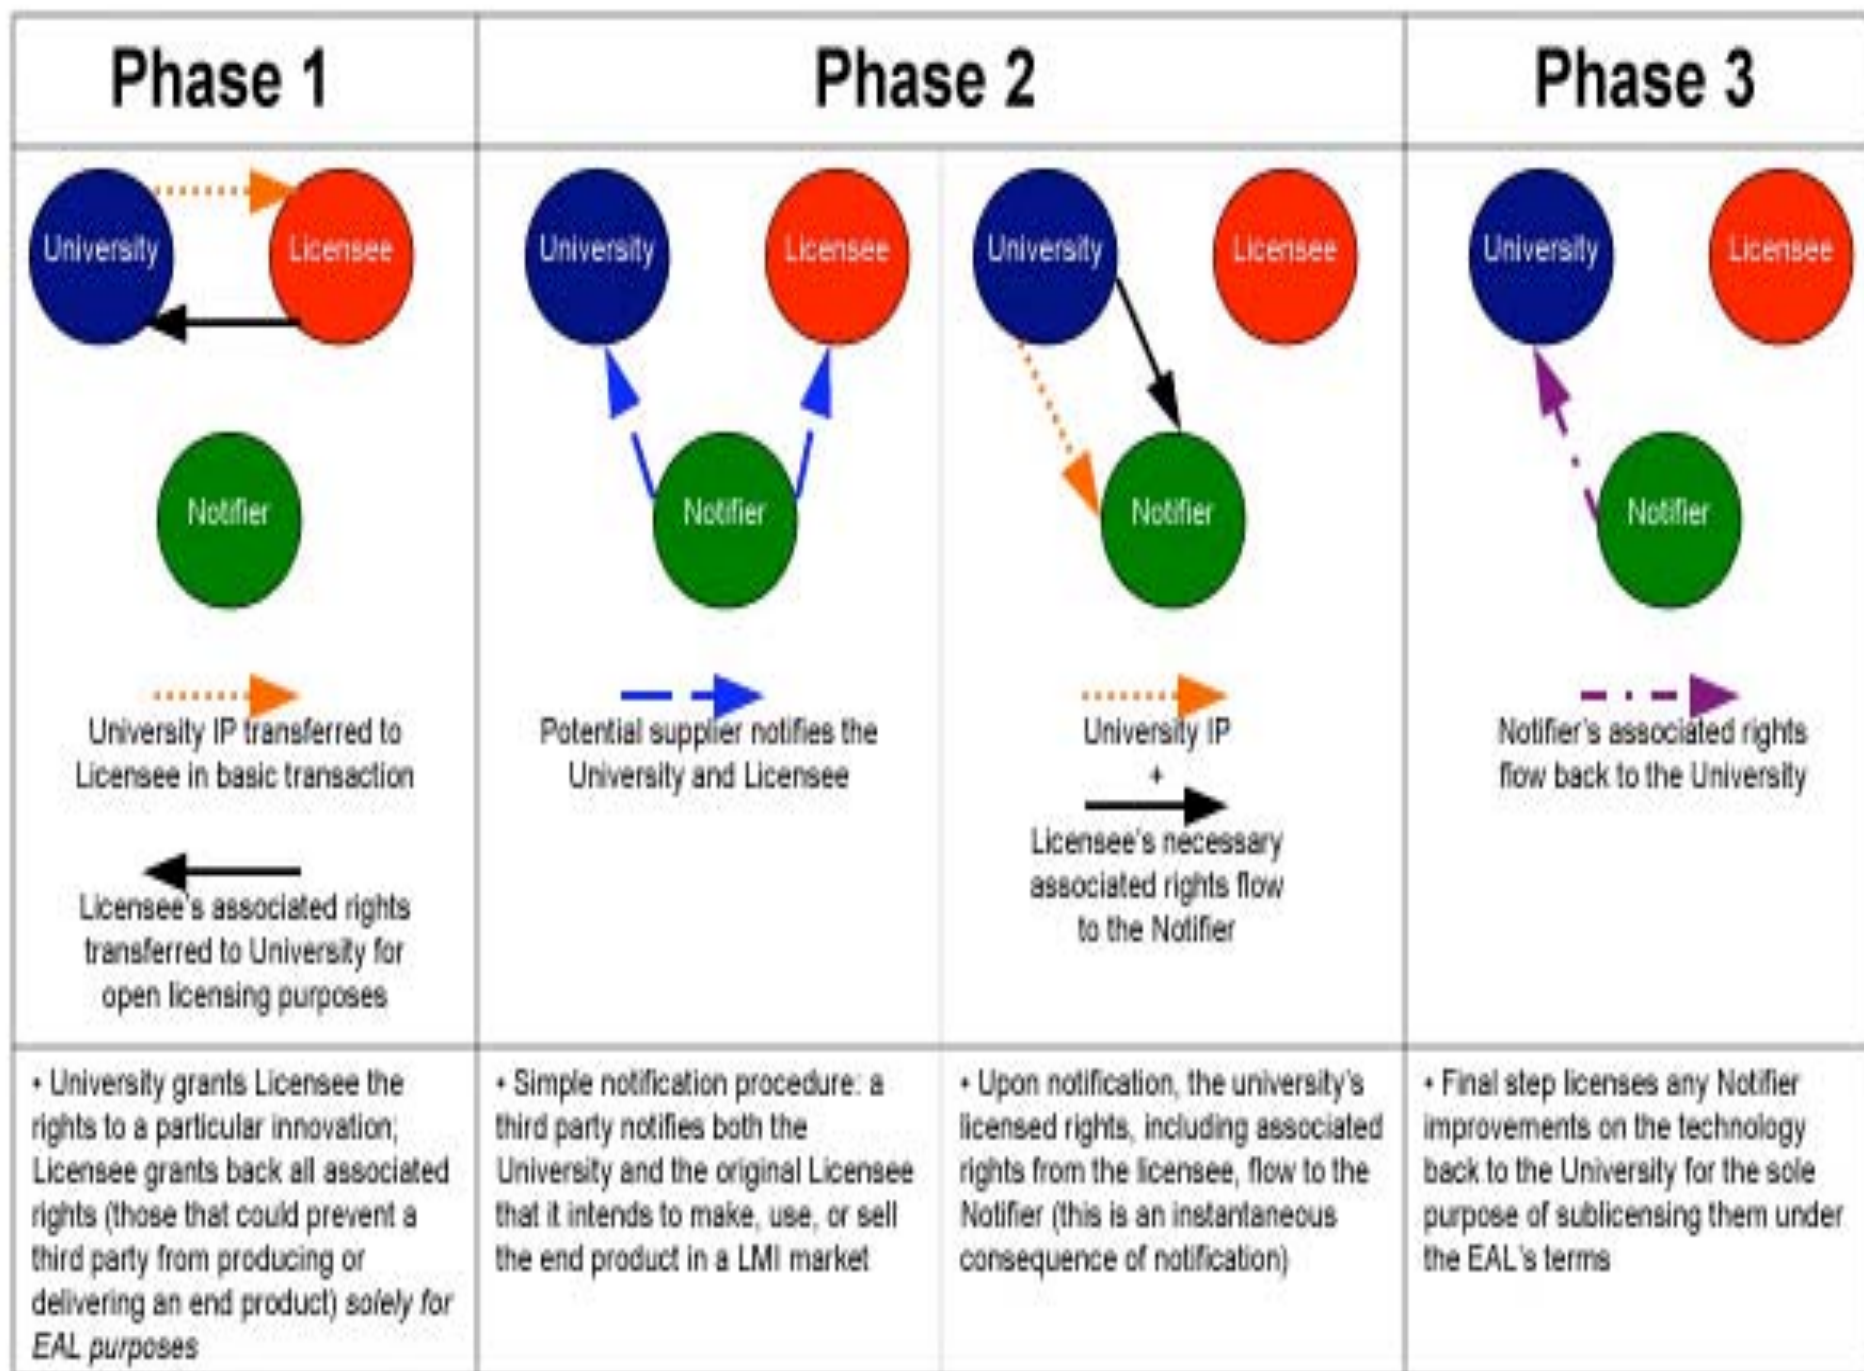 Phase 1
Phase 2
Phase 3
University
Licensee
Notifier
University IP transferred to
Licensee in basic transaction
Licensee's associated rights
transferred to University for
open licensing purposes
University
Licensee
Notifier
Potential supplier notifies the
University and Licensee
University
Licensee
Notifier
University IP
+
Licensee's necessary
associated rights flow
to the Notifier
University
Licensee
Notifier
Notifier's associated rights
flow back to the University
• University grants Licensee the
rights to a particular innovation;
Licensee grants back all associated
rights (those that could prevent a
third party from producing or
delivering an end product) solely for
EAL purposes
• Simple notification procedure: a
third party notifies both the
University and the original Licensee
that it intends to make, use, or sell
the end product in a LMI market
• Upon notification, the university's
licensed rights, including associated
rights from the licensee, flow to the
Notifier (this is an instantaneous
consequence of notification)
• Final step licenses any Notifier
improvements on the technology
back to the University for the sole
purpose of sublicensing them under
the EAL's terms